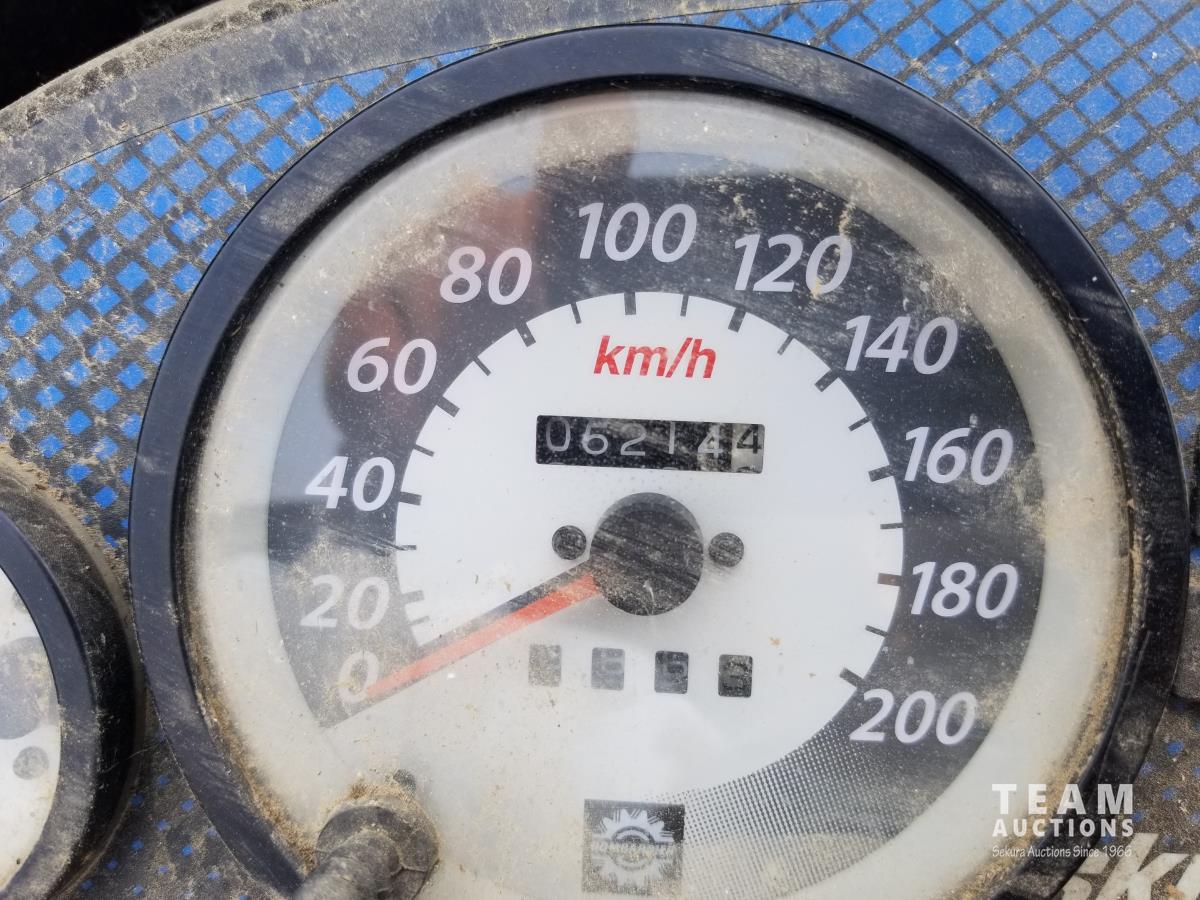 100
80
120
60
km/h
140
062144
40
160
20
180
0
200
BOMBARDIER
TEAM
AUCTIONS
Sekura Auctions Since 1966